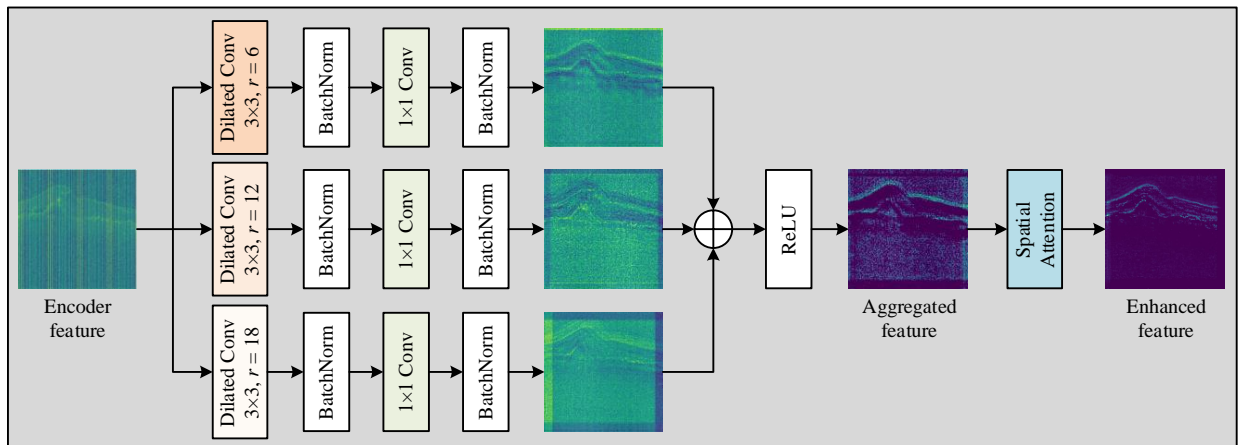 Dilated Conv
3×3, r = 6
BatchNorm
1×1 Conv
BatchNorm
Encoder
feature
Dilated Conv
3×3, r = 12
BatchNorm
1×1 Conv
BatchNorm
ReLU
Aggregated
feature
Spatial
Attention
Enhanced
feature
Dilated Conv
3×3, r = 18
BatchNorm
1×1 Conv
BatchNorm